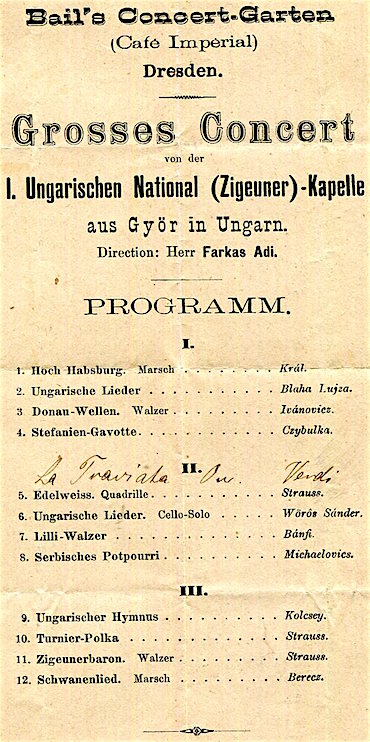 Bail's Concert-Garten
(Café Impérial)
Dresden.
Grosses Concert
von der
I. Ungarischen National (Zigeuner)-Kapelle
aus Györ in Ungarn.
Direction: Herr Farkas Adi.
PROGRAMM.
I.
1. Hoch Habsburg. Marsch . . . . . . . . Král.
2. Ungarische Lieder . . . . . . . . . . . . Blaha Lujza.
3. Donau-Wellen. Walzer . . . . . . . . . Ivánovicz.
4. Stefanien-Gavotte . . . . . . . . . . . . Czybulka.
La Traviata Ouv. Verdi
II.
5. Edelweiss. Quadrille . . . . . . . . . . . Strauss.
6. Ungarische Lieder. Cello-Solo . . . . . Wörös Sánder.
7. Lilli-Walzer . . . . . . . . . . . . . . . Bánfi.
8. Serbisches Potpourri . . . . . . . . . . Michaelovics.
III.
9. Ungarischer Hymnus . . . . . . . . . . Kolcsey.
10. Turnier-Polka . . . . . . . . . . . . . Strauss.
11. Zigeunerbaron. Walzer . . . . . . . . Strauss.
12. Schwanenlied. Marsch . . . . . . . . Berecz.